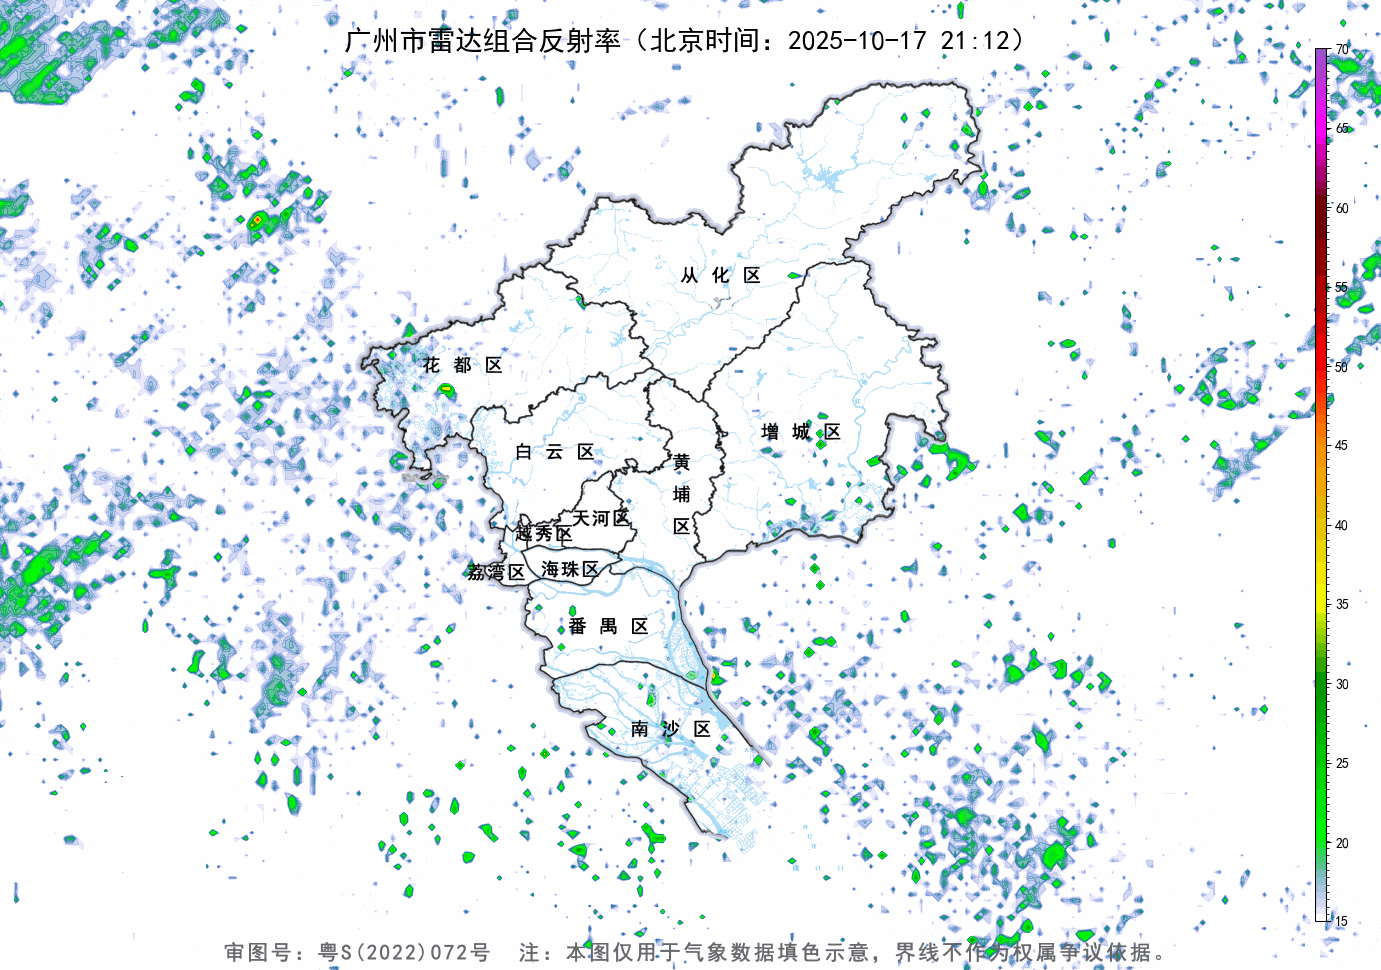 广州市雷达组合反射率（北京时间：2025-10-17 21:12）
70
65
60
55
50
45
40
35
30
25
20
15
从化区
花都区
增城区
白云区
黄埔区
天河区
越秀区
海珠区
荔湾区
番禺区
南沙区
审图号：粤S(2022)072号 注：本图仅用于气象数据填色示意，界线不作为权属争议依据。